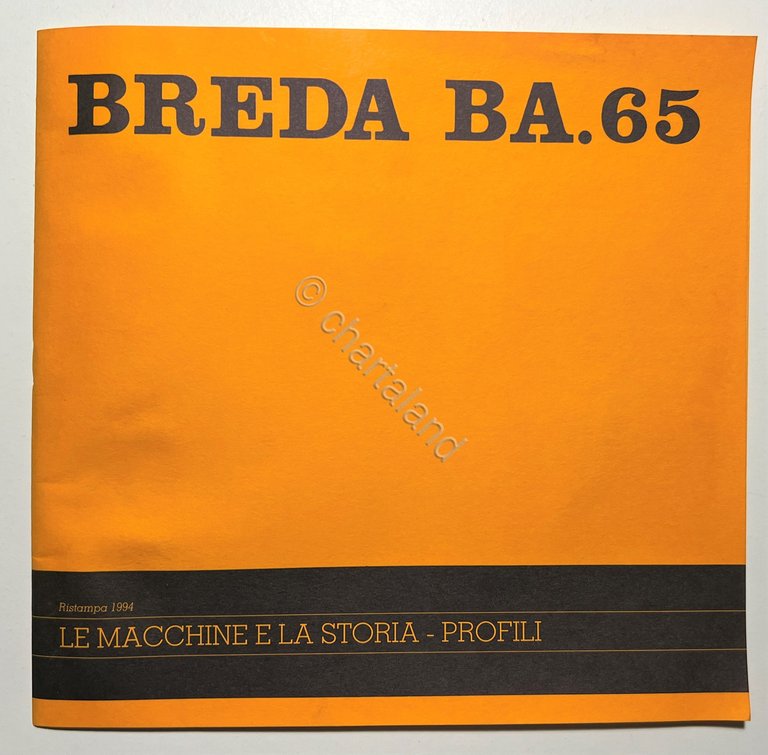 BREDA BA.65
© chartaland
Ristampa 1994
LE MACCHINE E LA STORIA - PROFILI